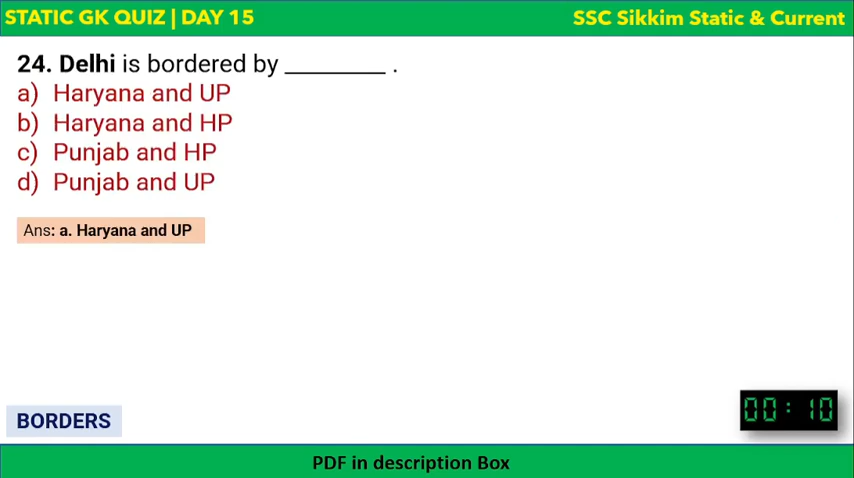 STATIC GK QUIZ | DAY 15
SSC Sikkim Static & Current
24. Delhi is bordered by ________ .
a) Haryana and UP
b) Haryana and HP
c) Punjab and HP
d) Punjab and UP
Ans: a. Haryana and UP
BORDERS
00:10
PDF in description Box